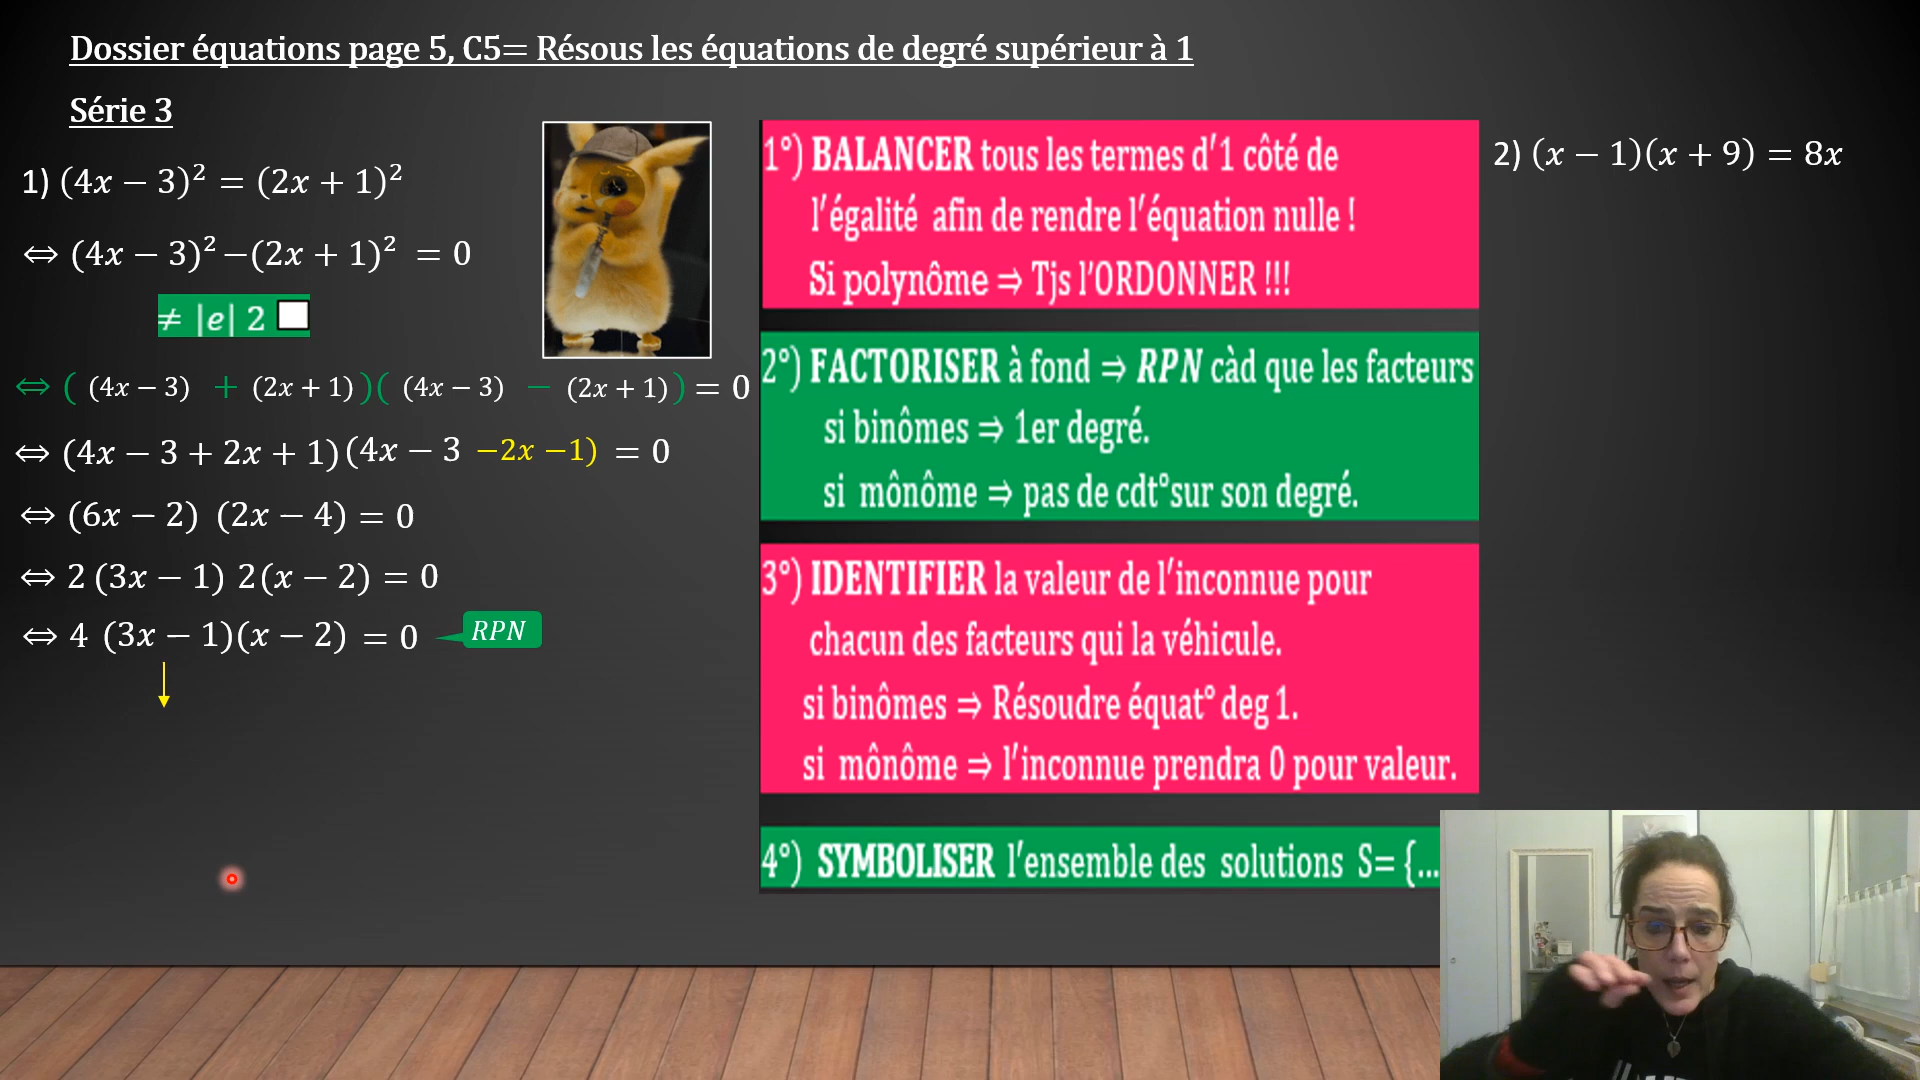 Dossier équations page 5, C5= Résous les équations de degré supérieur à 1
Série 3
1) (4x − 3)² = (2x + 1)²
⇔ (4x − 3)² −(2x + 1)² = 0
≠ |e| 2 □
⇔ ( (4x − 3) + (2x + 1) )( (4x − 3) − (2x + 1) ) = 0
⇔ (4x − 3 + 2x + 1)(4x − 3 −2x −1) = 0
⇔ (6x − 2) (2x − 4) = 0
⇔ 2 (3x − 1) 2(x − 2) = 0
⇔ 4 (3x − 1)(x − 2) = 0 RPN
1°) BALANCER tous les termes d'1 côté de
l'égalité afin de rendre l'équation nulle !
Si polynôme ⇒ Tjs l'ORDONNER !!!
2°) FACTORISER à fond ⇒ RPN càd que les facteurs
si binômes ⇒ 1er degré.
si mônôme ⇒ pas de cdt°sur son degré.
3°) IDENTIFIER la valeur de l'inconnue pour
chacun des facteurs qui la véhicule.
si binômes ⇒ Résoudre équat° deg 1.
si mônôme ⇒ l'inconnue prendra 0 pour valeur.
4°) SYMBOLISER l'ensemble des solutions S= {...
2) (x − 1)(x + 9) = 8x